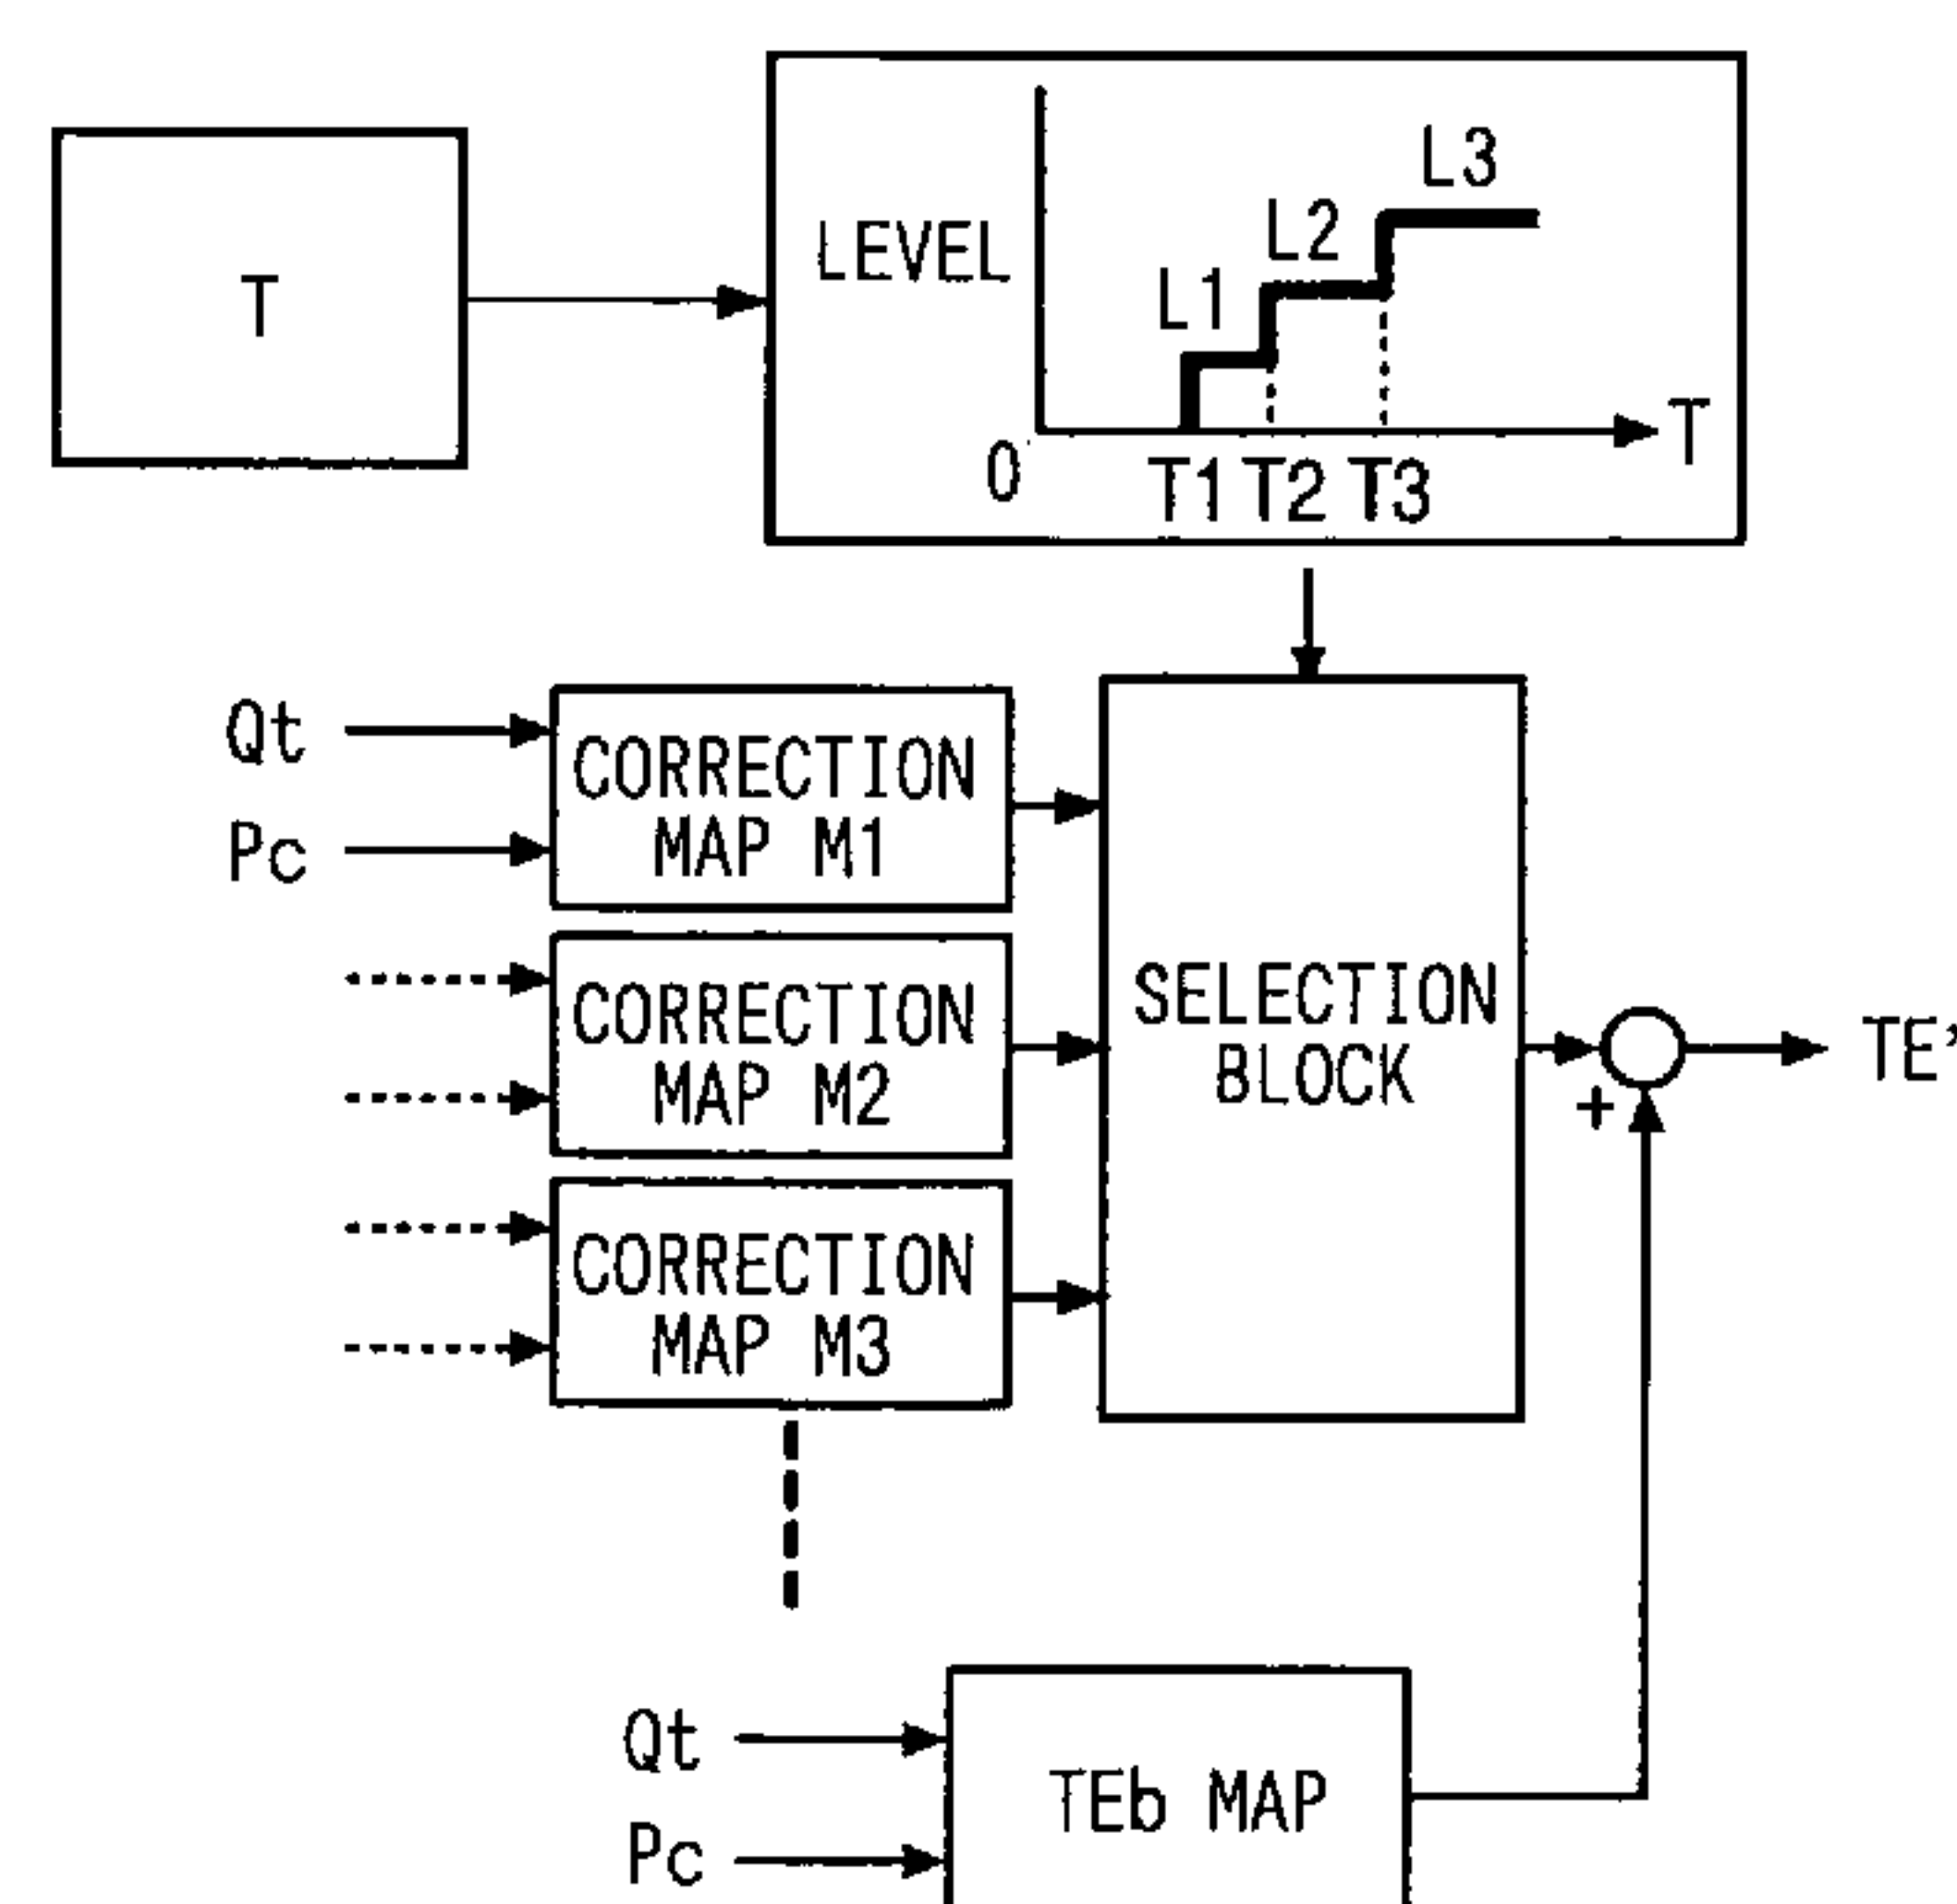 T
LEVEL
L1
L2
L3
0
T1 T2 T3
T
Qt
Pc
CORRECTION
MAP M1
CORRECTION
MAP M2
CORRECTION
MAP M3
SELECTION
BLOCK
+
TE'
Qt
Pc
TEb MAP